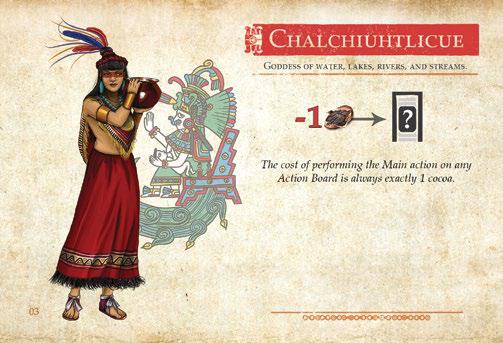 CHALCHIUHTLICUE
GODDESS OF WATER, LAKES, RIVERS, AND STREAMS.
-1
?
The cost of performing the Main action on any
Action Board is always exactly 1 cocoa.
03